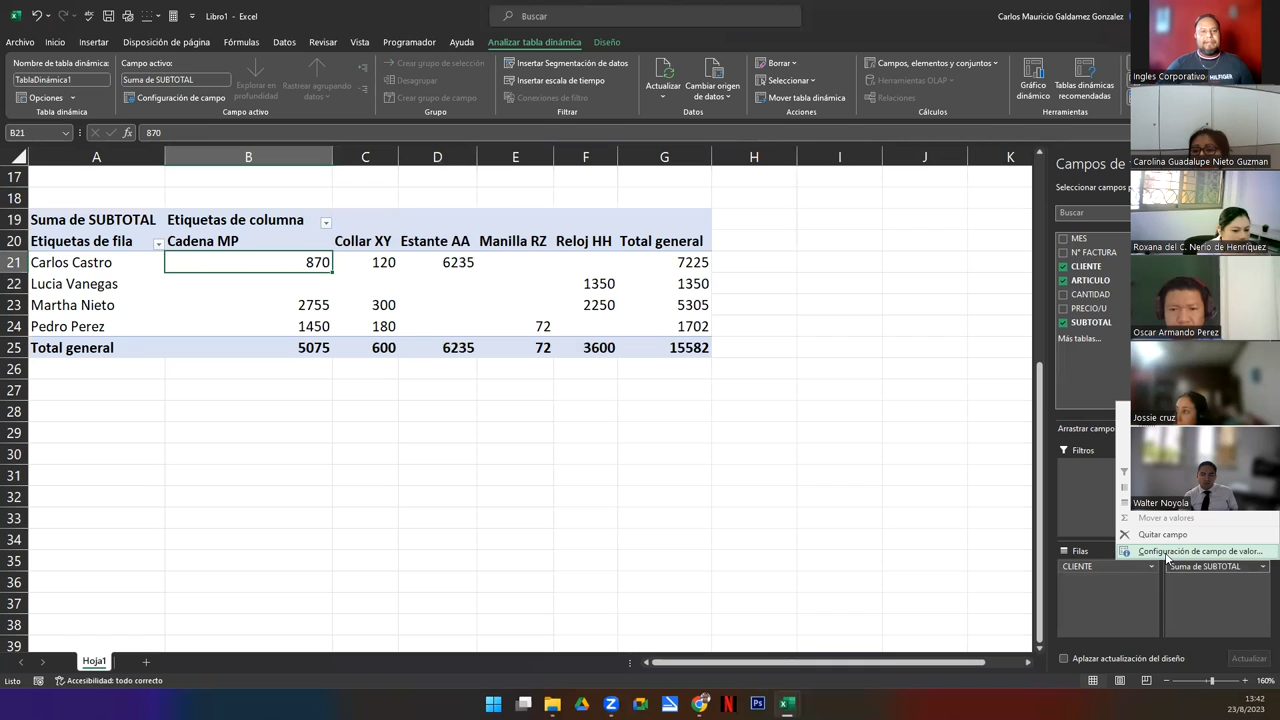 Libro1 - Excel
Buscar
Carlos Mauricio Galdamez Gonzalez
Archivo Inicio Insertar Disposición de página Fórmulas Datos Revisar Vista Programador Ayuda Analizar tabla dinámica Diseño
Nombre de tabla dinámica:
TablaDinámica1
Opciones
Tabla dinámica
Campo activo:
Suma de SUBTOTAL
Configuración de campo
Explorar en profundidad
Rastrear agrupando datos
Campo activo
Crear grupo de selección
Desagrupar
Crear grupo de campo
Grupo
Insertar Segmentación de datos
Insertar escala de tiempo
Conexiones de filtro
Filtrar
Actualizar
Cambiar origen de datos
Datos
Borrar
Seleccionar
Mover tabla dinámica
Acciones
Campos, elementos y conjuntos
Herramientas OLAP
Relaciones
Cálculos
Gráfico dinámico
Tablas dinámicas recomendadas
Herramientas
B21 fx 870
A B C D E F G H I J K
17
18
19 Suma de SUBTOTAL Etiquetas de columna
20 Etiquetas de fila Cadena MP Collar XY Estante AA Manilla RZ Reloj HH Total general
21 Carlos Castro 870 120 6235 7225
22 Lucia Vanegas 1350 1350
23 Martha Nieto 2755 300 2250 5305
24 Pedro Perez 1450 180 72 1702
25 Total general 5075 600 6235 72 3600 15582
26
27
28
29
30
31
32
33
34
35
36
37
38
39
Campos de
Seleccionar campos
Buscar
MES
N° FACTURA
CLIENTE
ARTICULO
CANTIDAD
PRECIO/U
SUBTOTAL
Más tablas...
Arrastrar campo
Filtros
Mover a valores
Quitar campo
Configuración de campo de valor...
Filas
CLIENTE
Suma de SUBTOTAL
Aplazar actualización del diseño
Actualizar
Ingles Corporativo
HILFIGER
Carolina Guadalupe Nieto Guzman
Roxana del C. Nerio de Henríquez
Oscar Armando Perez
Jossie cruz
Walter Noyola
Hoja1
Listo
Accesibilidad: todo correcto
160%
13:42
23/8/2023